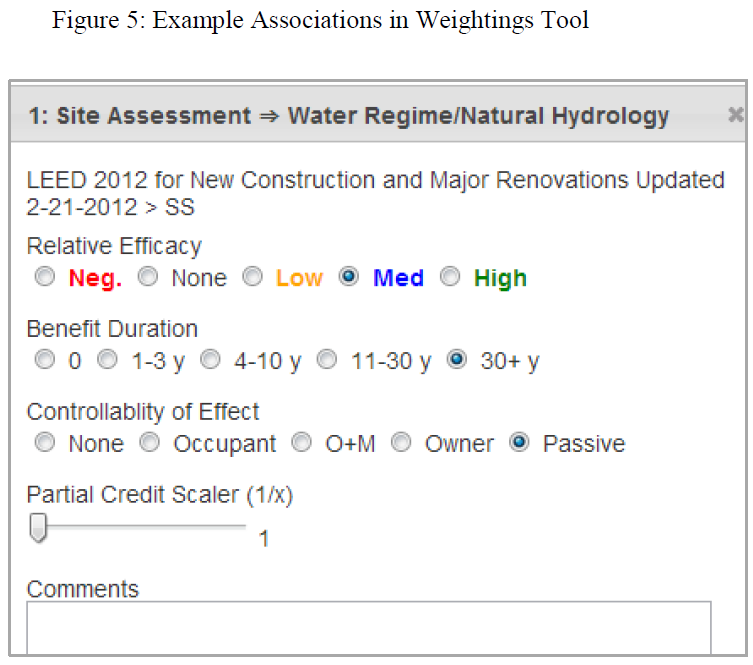 Figure 5: Example Associations in Weightings Tool
1: Site Assessment ⇒ Water Regime/Natural Hydrology ×
LEED 2012 for New Construction and Major Renovations Updated
2-21-2012 > SS
Relative Efficacy
Neg. None Low Med High
Benefit Duration
0 1-3 y 4-10 y 11-30 y 30+ y
Controllablity of Effect
None Occupant O+M Owner Passive
Partial Credit Scaler (1/x)
1
Comments